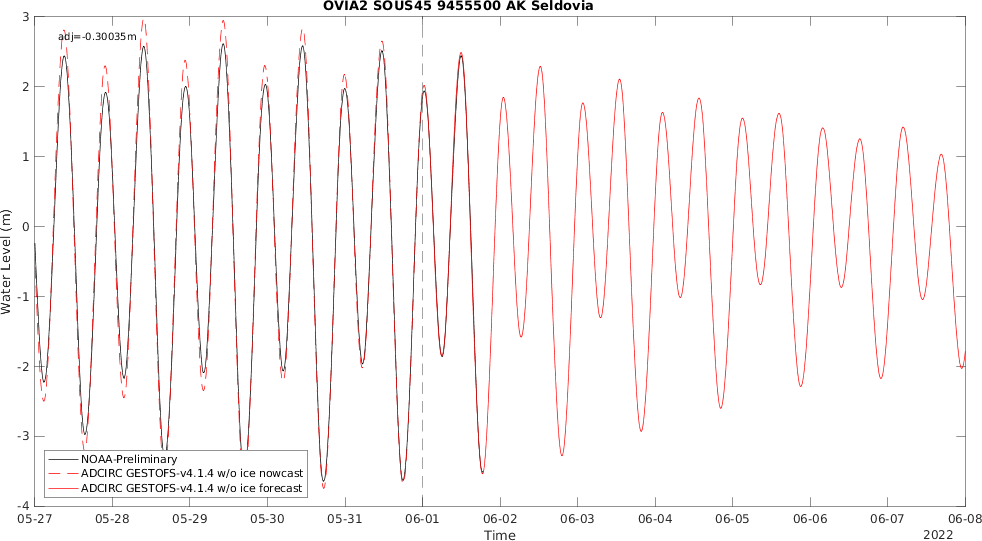 OVIA2 SOUS45 9455500 AK Seldovia
adj=-0.30035m
Water Level (m)
3
2
1
0
-1
-2
-3
-4
NOAA-Preliminary
ADCIRC GESTOFS-v4.1.4 w/o ice nowcast
ADCIRC GESTOFS-v4.1.4 w/o ice forecast
05-27 05-28 05-29 05-30 05-31 06-01 06-02 06-03 06-04 06-05 06-06 06-07 06-08
Time
2022